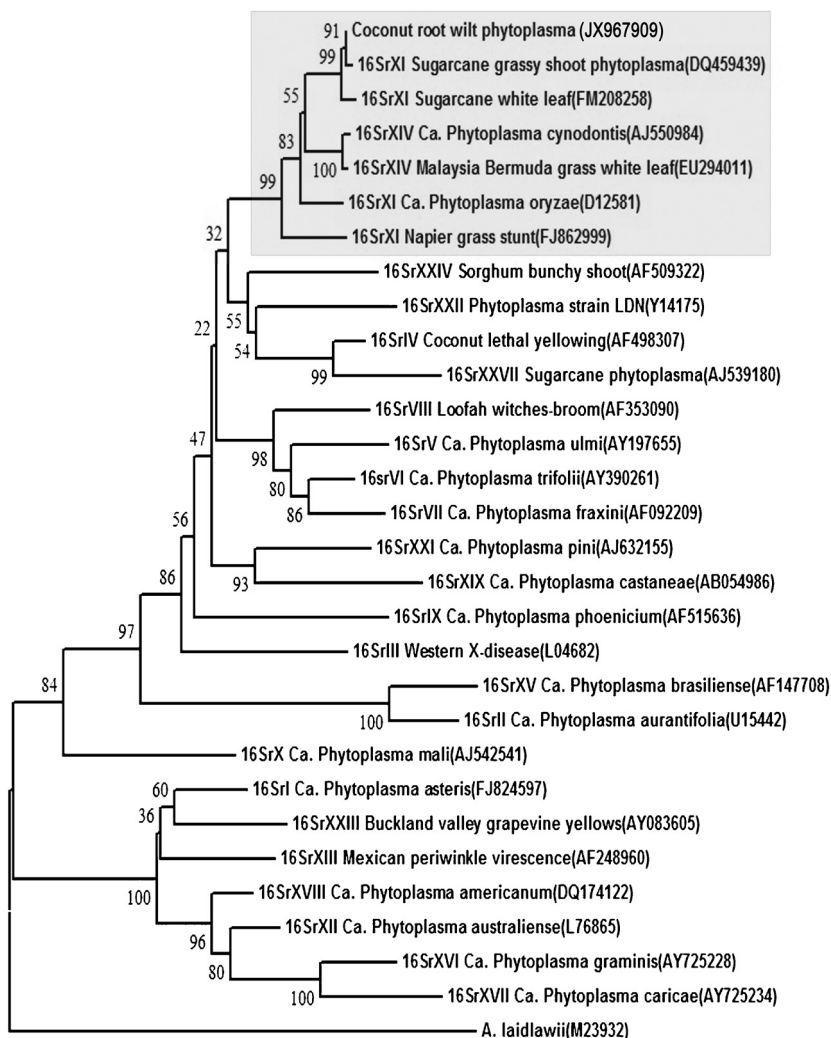 91 Coconut root wilt phytoplasma (JX967909)
99 16SrXI Sugarcane grassy shoot phytoplasma(DQ459439)
55 16SrXI Sugarcane white leaf(FM208258)
83 16SrXIV Ca. Phytoplasma cynodontis(AJ550984)
100 16SrXIV Malaysia Bermuda grass white leaf(EU294011)
99 16SrXI Ca. Phytoplasma oryzae(D12581)
32 16SrXI Napier grass stunt(FJ862999)
16SrXXIV Sorghum bunchy shoot(AF509322)
55 16SrXXII Phytoplasma strain LDN(Y14175)
22 54 16SrIV Coconut lethal yellowing(AF498307)
99 16SrXXVII Sugarcane phytoplasma(AJ539180)
16SrVIII Loofah witches-broom(AF353090)
47 98 16SrV Ca. Phytoplasma ulmi(AY197655)
80 16srVI Ca. Phytoplasma trifolii(AY390261)
86 16SrVII Ca. Phytoplasma fraxini(AF092209)
56 16SrXXI Ca. Phytoplasma pini(AJ632155)
86 93 16SrXIX Ca. Phytoplasma castaneae(AB054986)
16SrIX Ca. Phytoplasma phoenicium(AF515636)
97 16SrIII Western X-disease(L04682)
84 16SrXV Ca. Phytoplasma brasiliense(AF147708)
100 16SrII Ca. Phytoplasma aurantifolia(U15442)
16SrX Ca. Phytoplasma mali(AJ542541)
60 16SrI Ca. Phytoplasma asteris(FJ824597)
36 16SrXXIII Buckland valley grapevine yellows(AY083605)
16SrXIII Mexican periwinkle virescence(AF248960)
100 16SrXVIII Ca. Phytoplasma americanum(DQ174122)
96 16SrXII Ca. Phytoplasma australiense(L76865)
80 16SrXVI Ca. Phytoplasma graminis(AY725228)
100 16SrXVII Ca. Phytoplasma caricae(AY725234)
A. laidlawii(M23932)